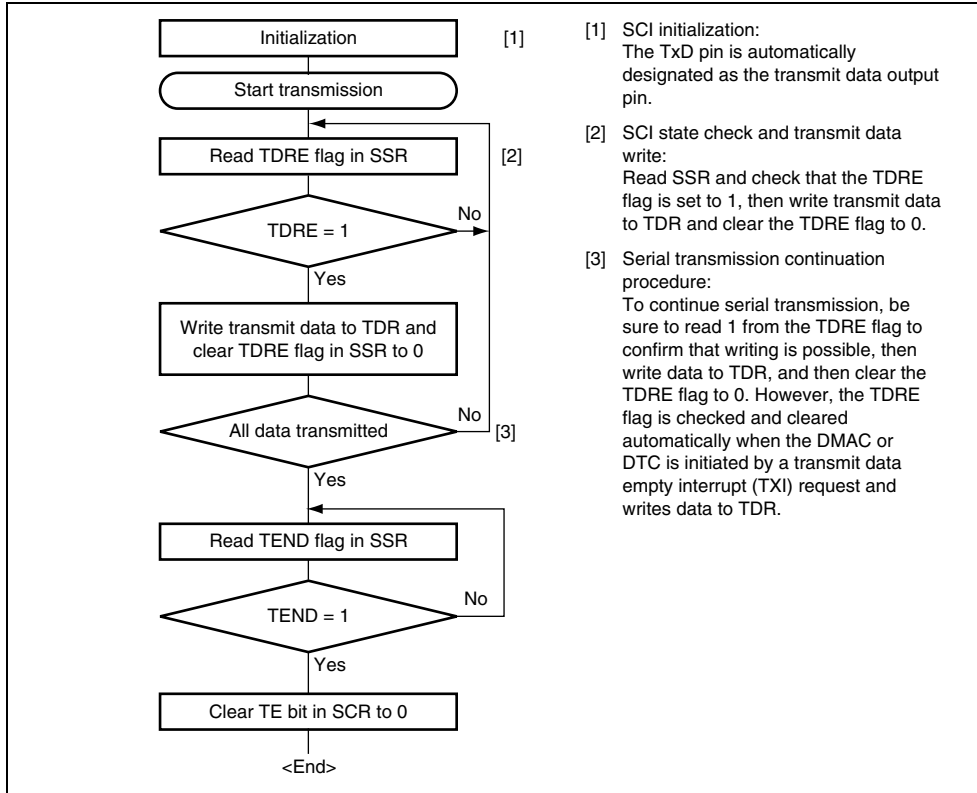 Initialization
[1]
Start transmission
Read TDRE flag in SSR
[2]
TDRE = 1
No
Yes
Write transmit data to TDR and
clear TDRE flag in SSR to 0
All data transmitted
No
[3]
Yes
Read TEND flag in SSR
TEND = 1
No
Yes
Clear TE bit in SCR to 0
<End>
[1] SCI initialization:
The TxD pin is automatically
designated as the transmit data output
pin.
[2] SCI state check and transmit data
write:
Read SSR and check that the TDRE
flag is set to 1, then write transmit data
to TDR and clear the TDRE flag to 0.
[3] Serial transmission continuation
procedure:
To continue serial transmission, be
sure to read 1 from the TDRE flag to
confirm that writing is possible, then
write data to TDR, and then clear the
TDRE flag to 0. However, the TDRE
flag is checked and cleared
automatically when the DMAC or
DTC is initiated by a transmit data
empty interrupt (TXI) request and
writes data to TDR.